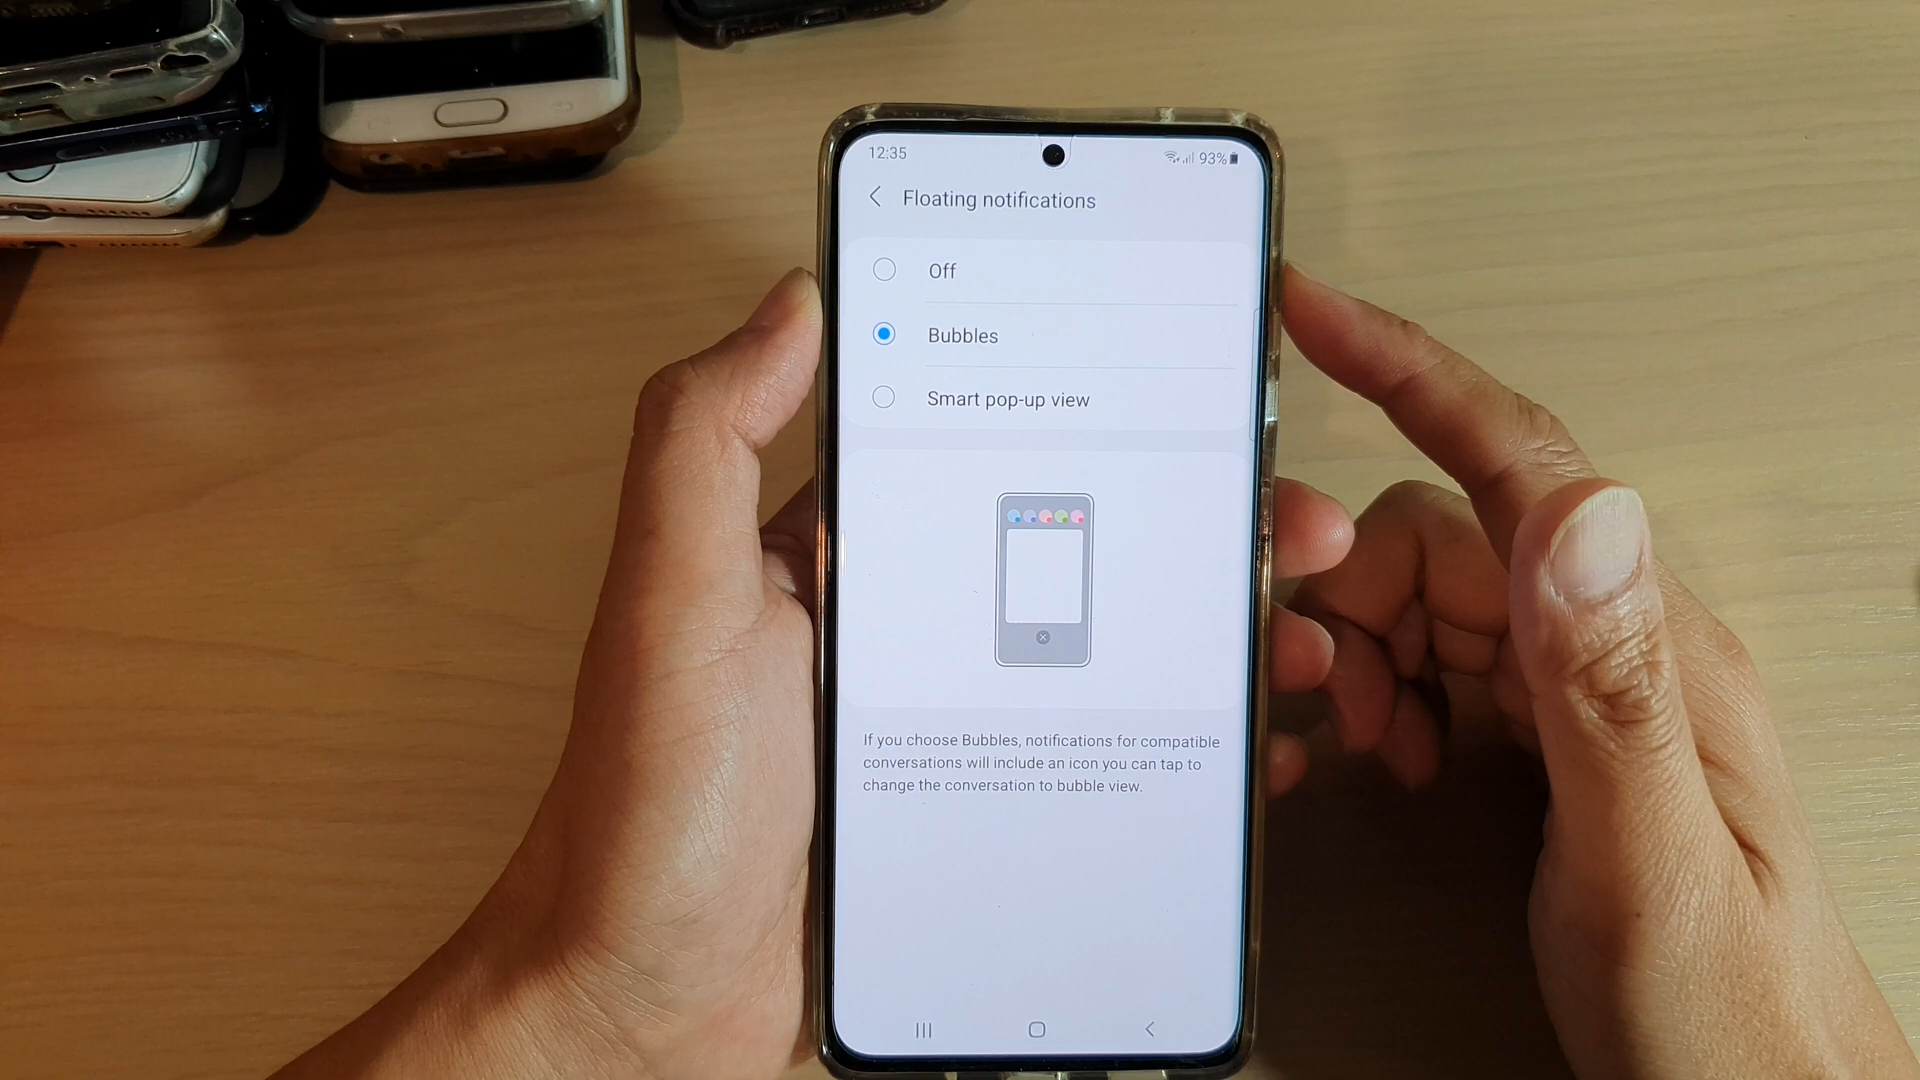 12:35
93%
Floating notifications
Off
Bubbles
Smart pop-up view
If you choose Bubbles, notifications for compatible
conversations will include an icon you can tap to
change the conversation to bubble view.